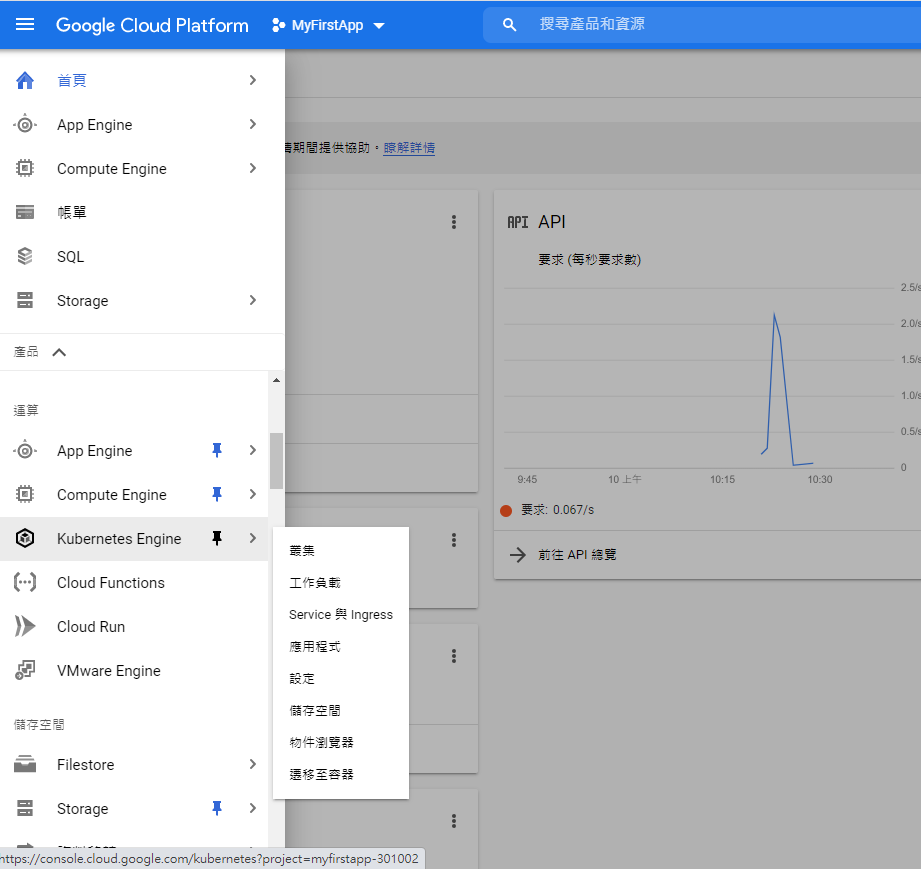 Google Cloud Platform MyFirstApp 搜尋產品和資源
首頁
App Engine
Compute Engine
帳單
SQL
Storage
產品
運算
App Engine
Compute Engine
Kubernetes Engine
Cloud Functions
Cloud Run
VMware Engine
儲存空間
Filestore
Storage
叢集
工作負載
Service 與 Ingress
應用程式
設定
儲存空間
物件瀏覽器
遷移至容器
情期間提供協助。瞭解詳情
API API
要求 (每秒要求數)
2.5/s
2.0/s
1.5/s
1.0/s
0.5/s
0
9:45 10 上午 10:15 10:30
要求: 0.067/s
前往 API 總覽
https://console.cloud.google.com/kubernetes?project=myfirstapp-301002